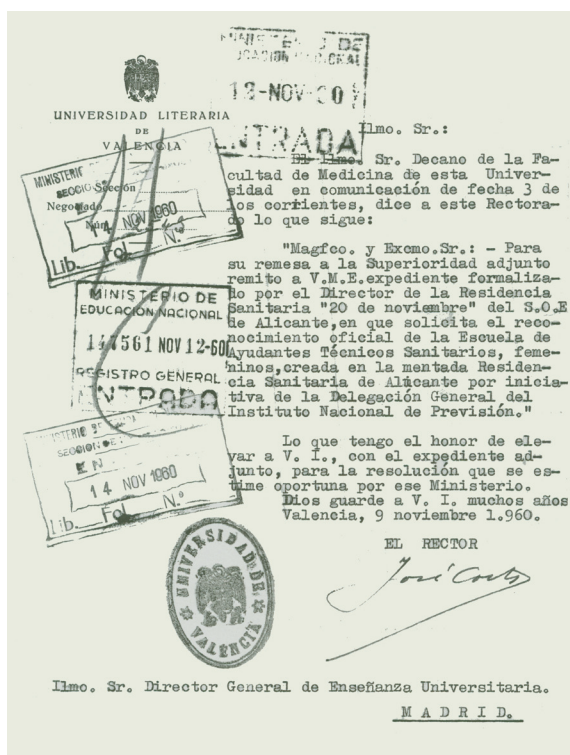 12-NOV-60
ENTRADA
UNIVERSIDAD LITERARIA
DE
VALENCIA
MINISTERIO
SECCIO
Sección
Negociado
Núm.
14 NOV 1960
Lib. Fol. N.º
MINISTERIO DE
EDUCACION NACIONAL
147561 NOV 12-60
REGISTRO GENERAL
ENTRADA
SECCION DE
14 NOV 1960
Lib. Fol. N.º
Ilmo. Sr.:
El Ilmo. Sr. Decano de la Fa-
cultad de Medicina de esta Univer-
sidad en comunicación de fecha 3 de
los corrientes, dice a este Rectora-
do lo que sigue:
"Magfco. y Excmo.Sr.: - Para
su remesa a la Superioridad adjunto
remito a V.M.E.expediente formaliza-
do por el Director de la Residencia
Sanitaria "20 de noviembre" del S.O.E
de Alicante,en que solicita el reco-
nocimiento oficial de la Escuela de
Ayudantes Técnicos Sanitarios, feme-
ninos,creada en la mentada Residen-
cia Sanitaria de Alicante por inicia-
tiva de la Delegación General del
Instituto Nacional de Previsión."
Lo que tengo el honor de ele-
var a V. I., con el expediente ad-
junto, para la resolución que se es-
time oportuna por ese Ministerio.
Dios guarde a V. I. muchos años
Valencia, 9 noviembre 1.960.
EL RECTOR
José Corts
UNIVERSIDAD DE VALENCIA
Ilmo. Sr. Director General de Enseñanza Universitaria.
MADRID.